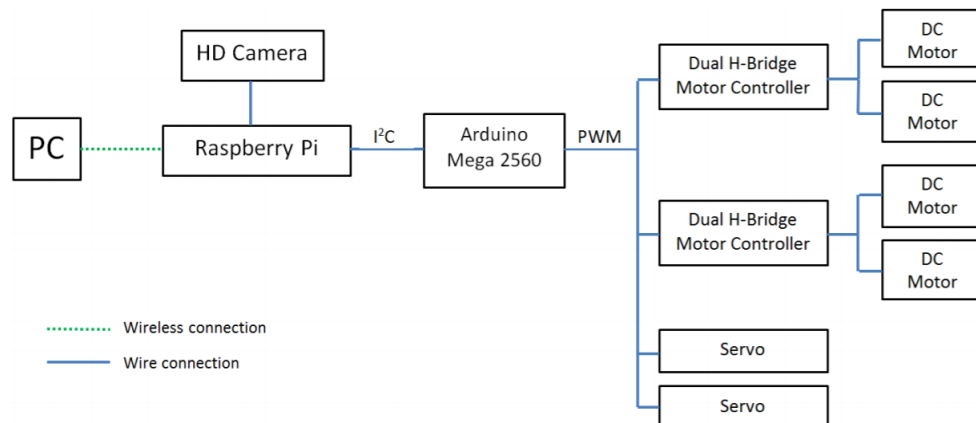 HD Camera
DC
Motor
Dual H-Bridge
Motor Controller
DC
Motor
PC
Raspberry Pi
I²C
Arduino
Mega 2560
PWM
DC
Motor
Dual H-Bridge
Motor Controller
DC
Motor
Wireless connection
Wire connection
Servo
Servo